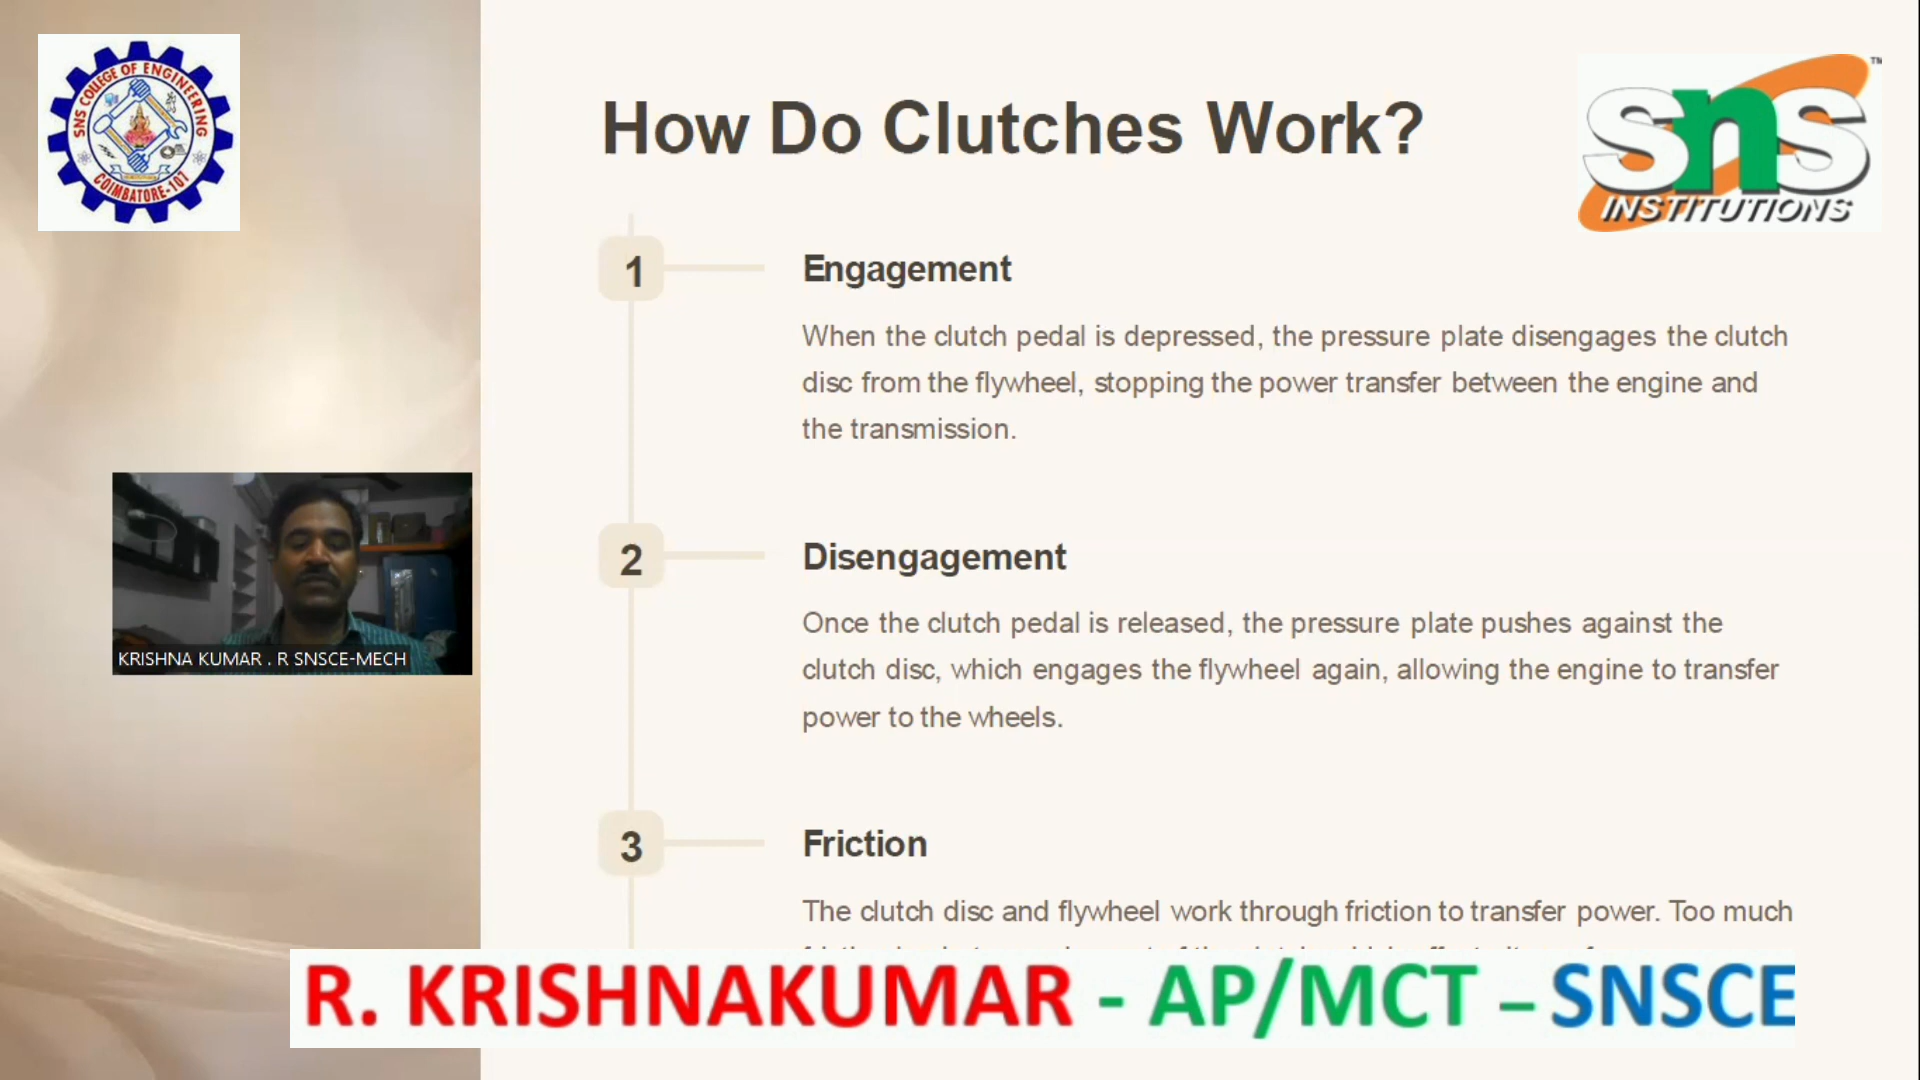 SNS COLLEGE OF ENGINEERING
COIMBATORE-107
How Do Clutches Work?
sns
INSTITUTIONS
TM
1
Engagement
When the clutch pedal is depressed, the pressure plate disengages the clutch
disc from the flywheel, stopping the power transfer between the engine and
the transmission.
2
Disengagement
Once the clutch pedal is released, the pressure plate pushes against the
clutch disc, which engages the flywheel again, allowing the engine to transfer
power to the wheels.
KRISHNA KUMAR . R SNSCE-MECH
3
Friction
The clutch disc and flywheel work through friction to transfer power. Too much
R. KRISHNAKUMAR - AP/MCT – SNSCE